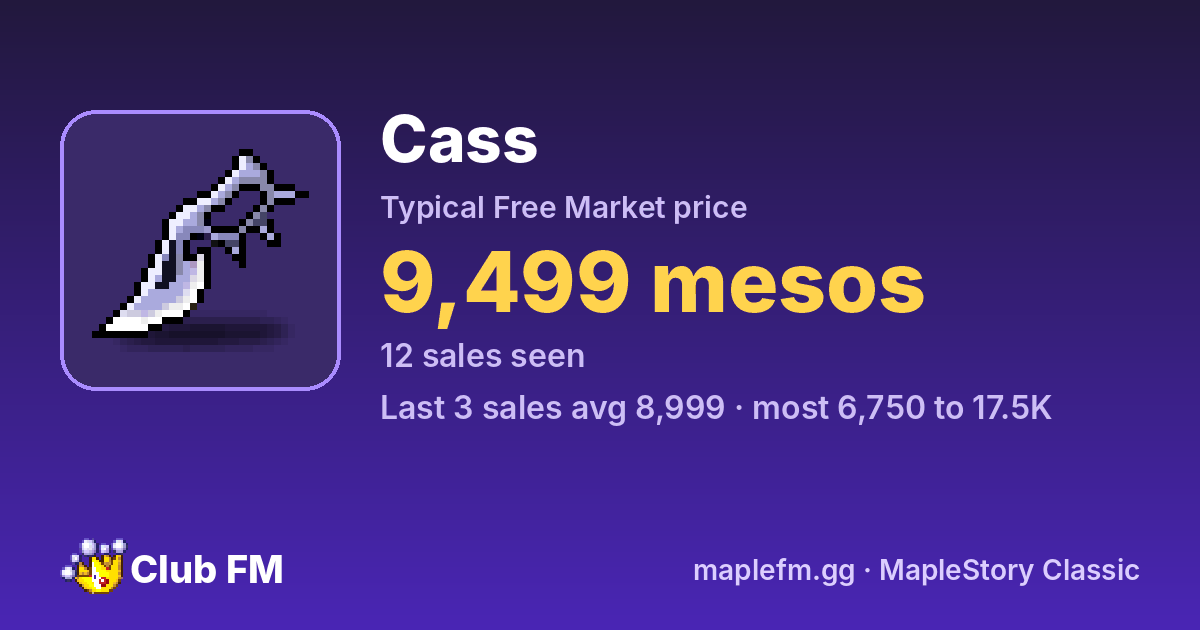 Cass
Typical Free Market price
9,499 mesos
12 sales seen
Last 3 sales avg 8,999 · most 6,750 to 17.5K
Club FM
maplefm.gg · MapleStory Classic